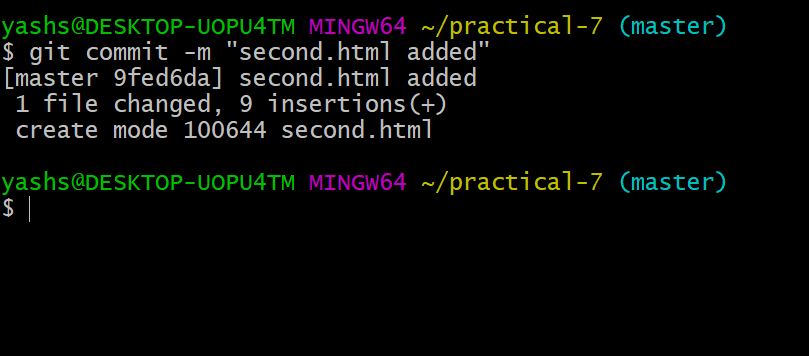 yashs@DESKTOP-UOPU4TM MINGW64 ~/practical-7 (master)
$ git commit -m "second.html added"
[master 9fed6da] second.html added
 1 file changed, 9 insertions(+)
 create mode 100644 second.html

yashs@DESKTOP-UOPU4TM MINGW64 ~/practical-7 (master)
$